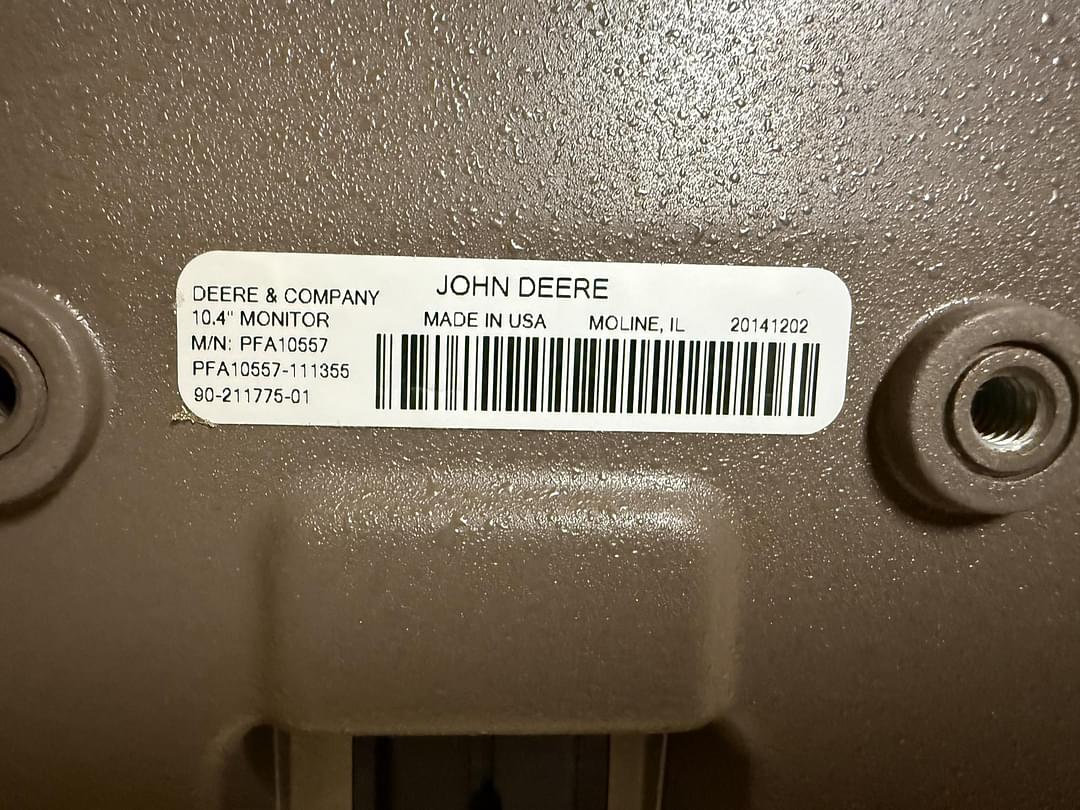 JOHN DEERE
DEERE & COMPANY
10.4" MONITOR
MADE IN USA MOLINE, IL 20141202
M/N: PFA10557
PFA10557-111355
90-211775-01